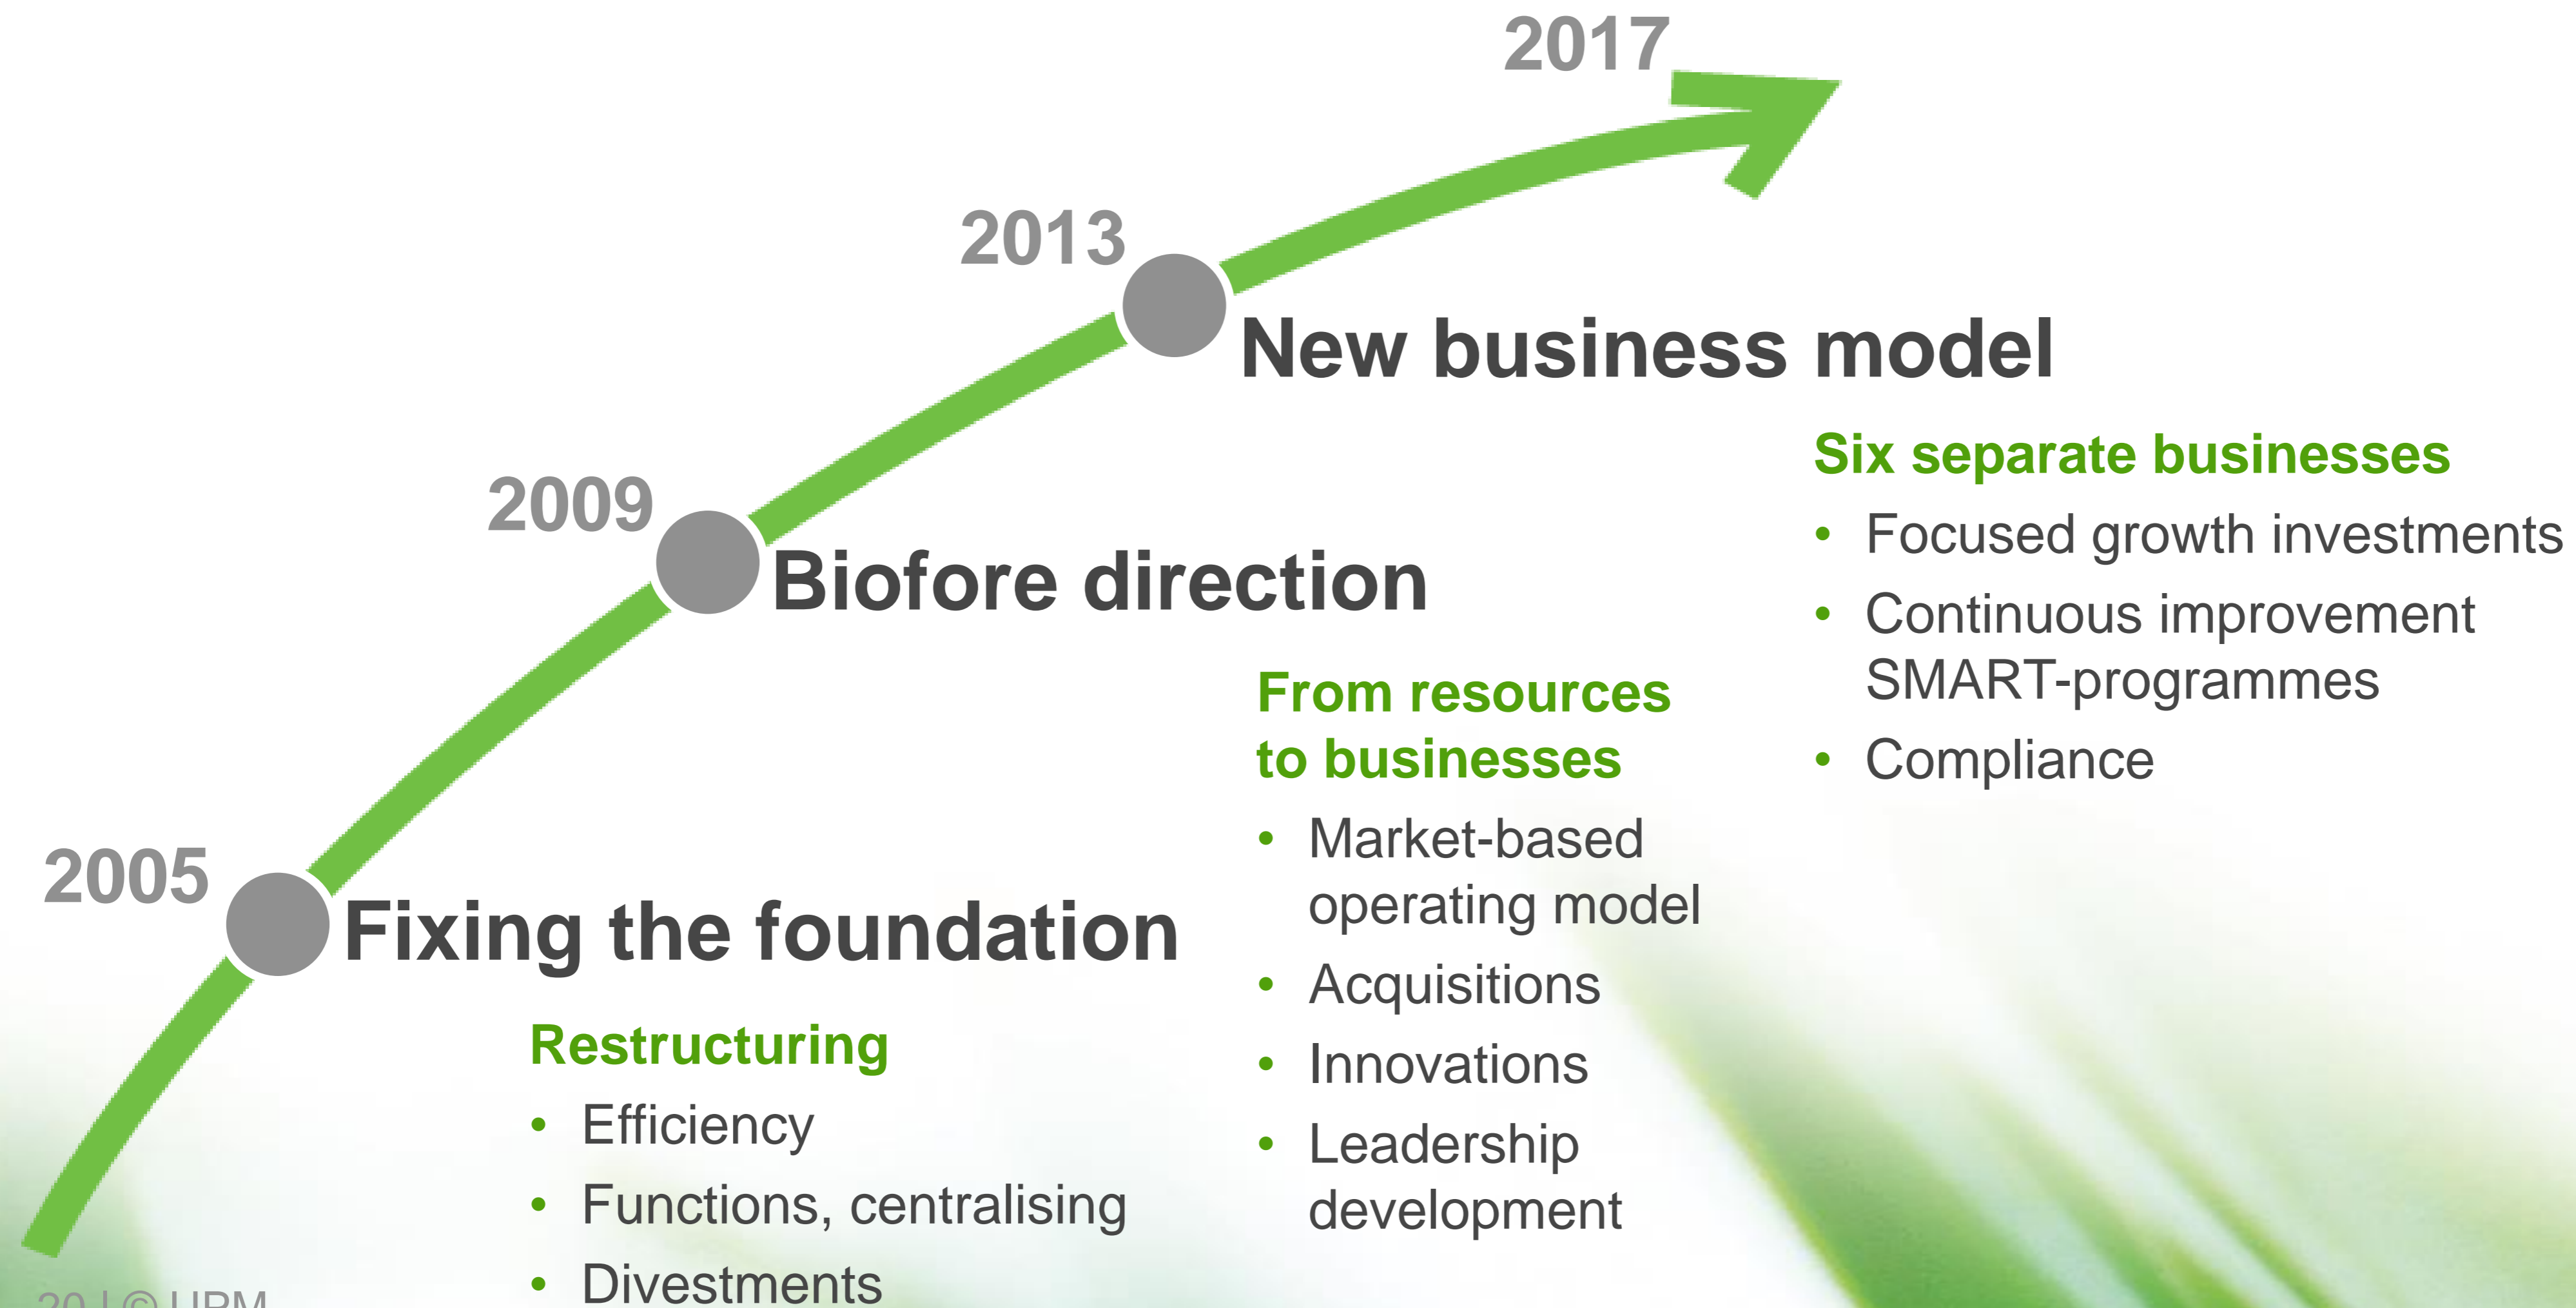 2017
2013
New business model
Six separate businesses
• Focused growth investments
• Continuous improvement
SMART-programmes
• Compliance
2009
Biofore direction
From resources
to businesses
• Market-based
operating model
• Acquisitions
• Innovations
• Leadership
development
2005
Fixing the foundation
Restructuring
• Efficiency
• Functions, centralising
• Divestments
20 | © UPM